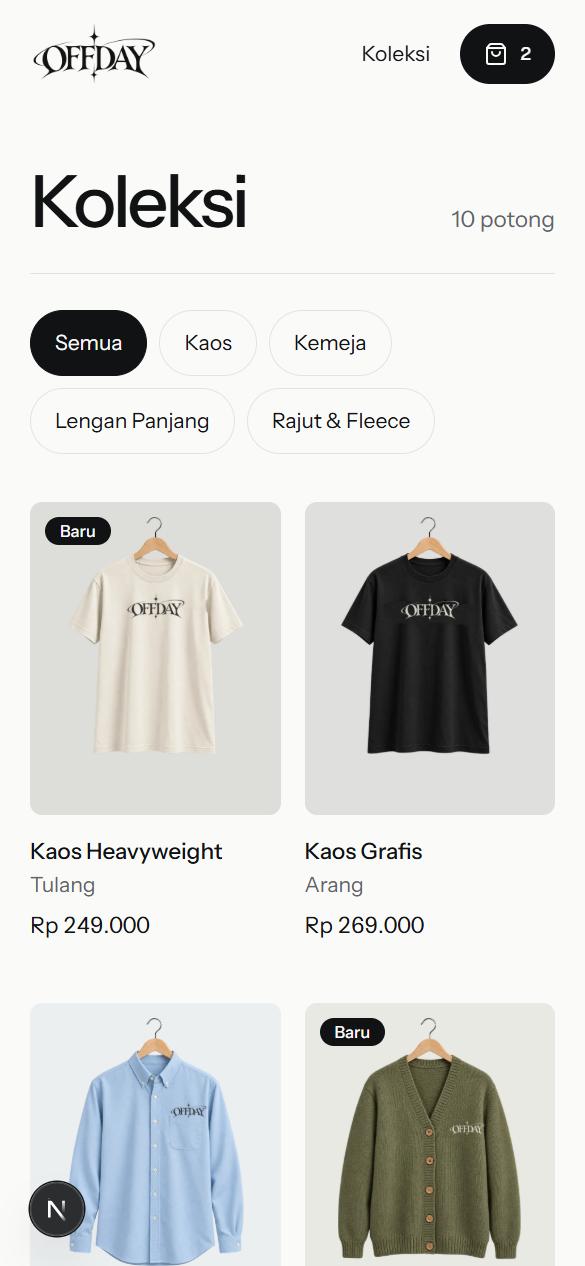 OFFDAY
Koleksi
2
Koleksi
10 potong
Semua
Kaos
Kemeja
Lengan Panjang
Rajut & Fleece
Baru
OFFDAY
OFFDAY
Kaos Heavyweight
Tulang
Rp 249.000
Kaos Grafis
Arang
Rp 269.000
OFFDAY
Baru
OFFDAY
N